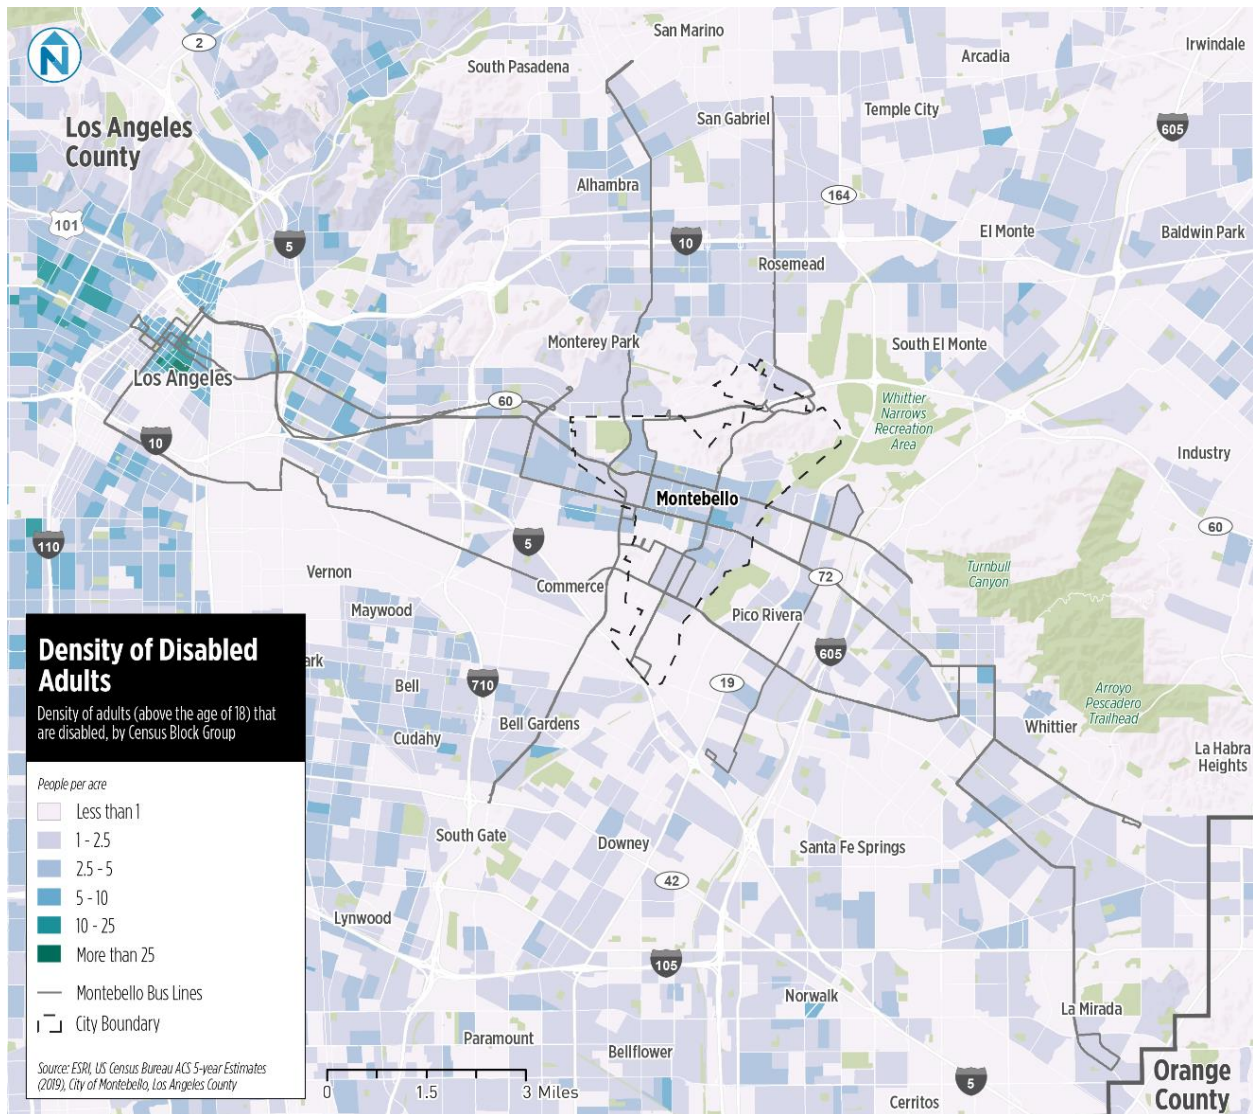 N
2
San Marino
Irwindale
South Pasadena
Arcadia
Los Angeles
County
San Gabriel
Temple City
605
Alhambra
164
101
5
10
El Monte
Baldwin Park
Rosemead
Monterey Park
South El Monte
Los Angeles
60
Whittier
Narrows
Recreation
Area
10
Industry
Montebello
60
110
5
Vernon
Commerce
72
Turnbull
Canyon
Maywood
Pico Rivera
605
ark
Bell
710
19
Arroyo
Pescadero
Trailhead
Bell Gardens
Whittier
Cudahy
La Habra
Heights
South Gate
Downey
Santa Fe Springs
42
Lynwood
105
Norwalk
La Mirada
Paramount
Bellflower
5
Cerritos
Orange
County
Density of Disabled
Adults
Density of adults (above the age of 18) that
are disabled, by Census Block Group
People per acre
Less than 1
1 - 2.5
2.5 - 5
5 - 10
10 - 25
More than 25
Montebello Bus Lines
City Boundary
Source: ESRI, US Census Bureau ACS 5-year Estimates
(2019), City of Montebello, Los Angeles County
0 1.5 3 Miles